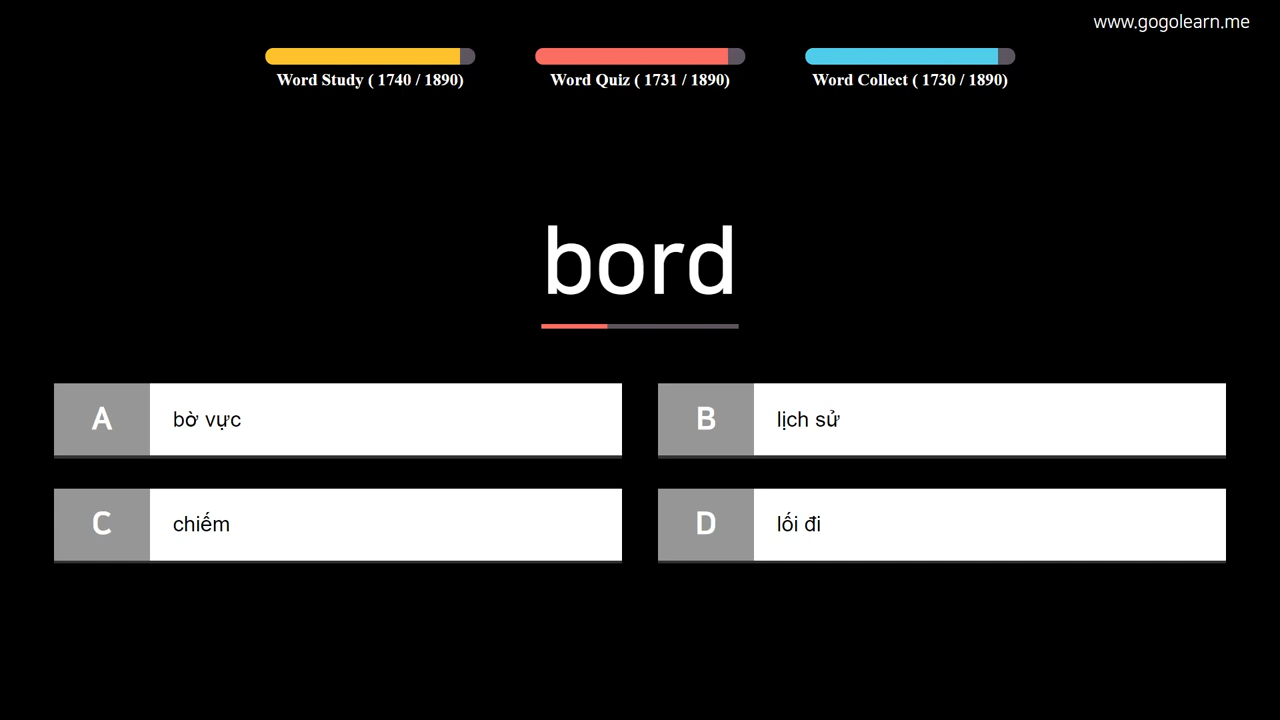 www.gogolearn.me
Word Study ( 1740 / 1890)
Word Quiz ( 1731 / 1890)
Word Collect ( 1730 / 1890)
bord
A bờ vực
B lịch sử
C chiếm
D lối đi